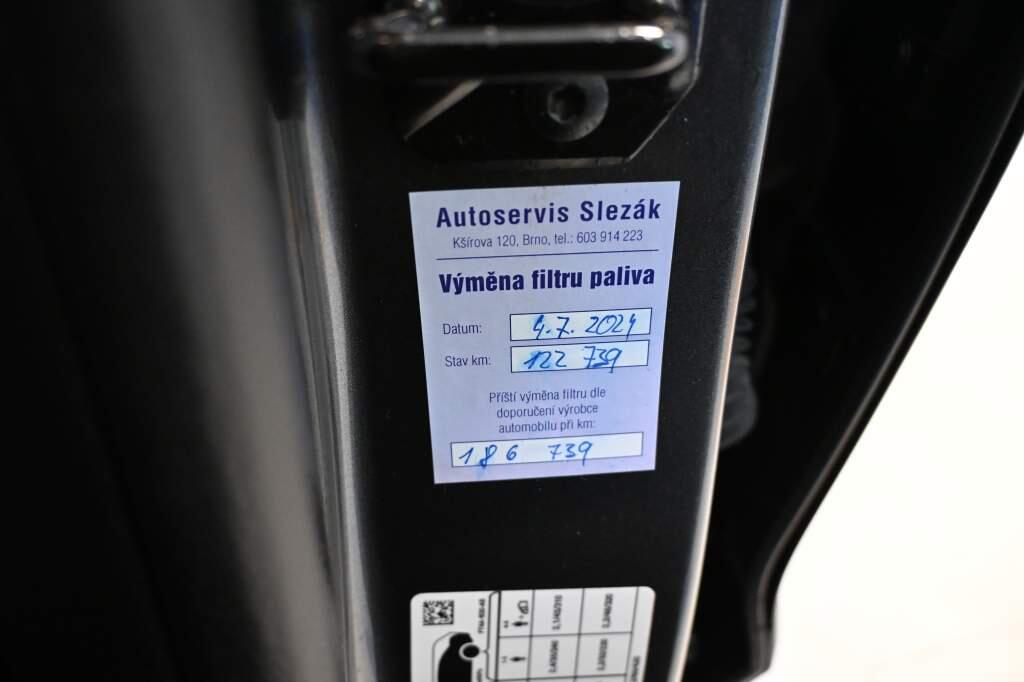 Autoservis Slezák
Kšírova 120, Brno, tel.: 603 914 223
Výměna filtru paliva
Datum: 4.7. 2024
Stav km: 122 739
Příští výměna filtru dle
doporučení výrobce
automobilu při km:
186 739